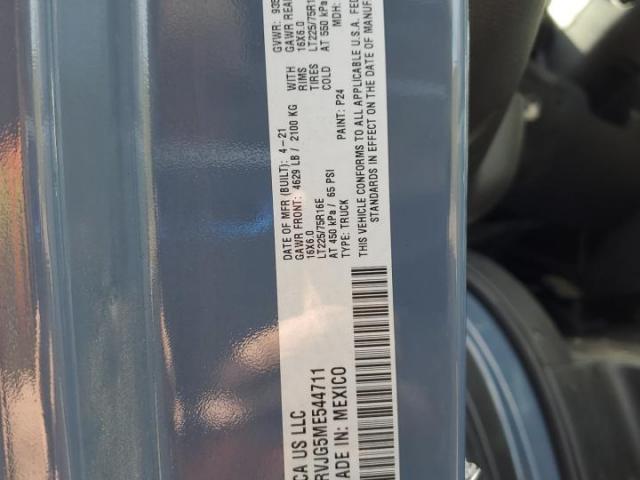 CA US LLC
DATE OF MFR (BUILT): 4-21
GVWR: 935
GAWR FRONT: 4629 LB / 2100 KG WITH
GAWR REAR
16X6.0 RIMS 16X6.0
LT225/75R16E TIRES LT225/75R16
AT 450 kPa / 65 PSI COLD AT 550 kPa
TYPE: TRUCK PAINT: P24 MDH:
THIS VEHICLE CONFORMS TO ALL APPLICABLE U.S.A. FED
STANDARDS IN EFFECT ON THE DATE OF MANUF
RVJG5ME544711
ADE IN: MEXICO